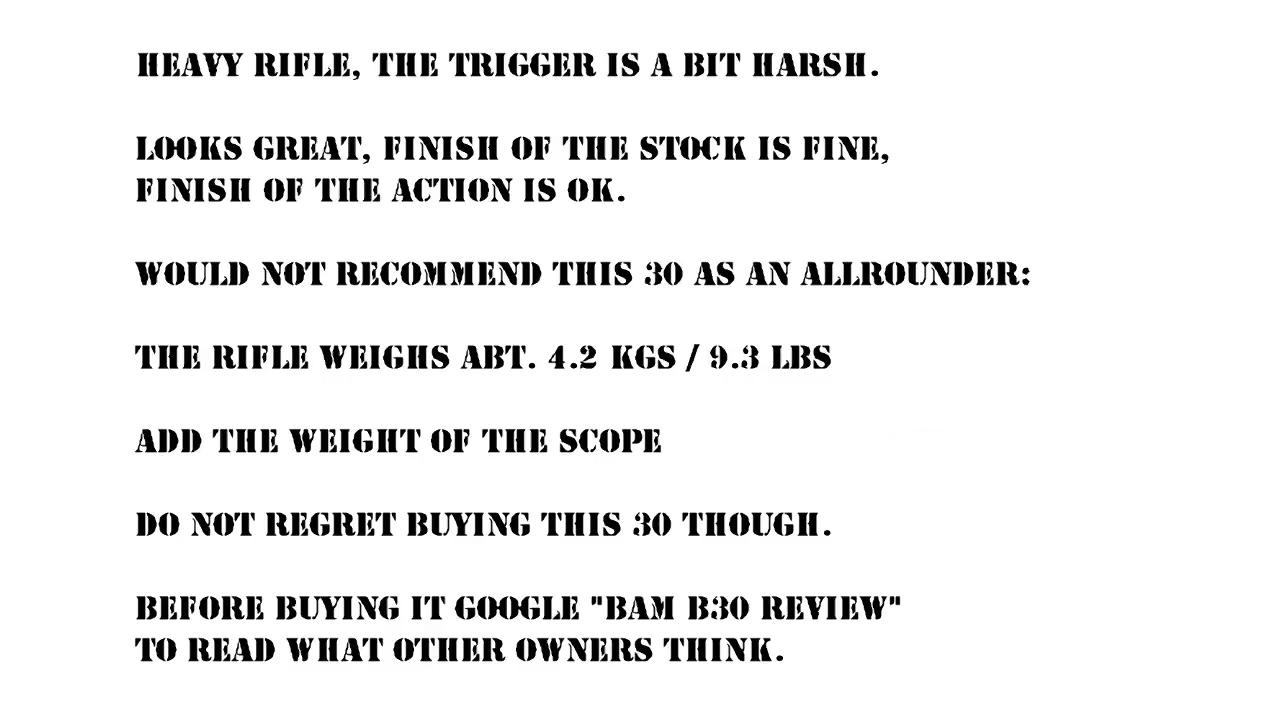 HEAVY RIFLE, THE TRIGGER IS A BIT HARSH.
LOOKS GREAT, FINISH OF THE STOCK IS FINE,
FINISH OF THE ACTION IS OK.
WOULD NOT RECOMMEND THIS 30 AS AN ALLROUNDER:
THE RIFLE WEIGHS ABT. 4.2 KGS / 9.3 LBS
ADD THE WEIGHT OF THE SCOPE
DO NOT REGRET BUYING THIS 30 THOUGH.
BEFORE BUYING IT GOOGLE "BAM B30 REVIEW"
TO READ WHAT OTHER OWNERS THINK.